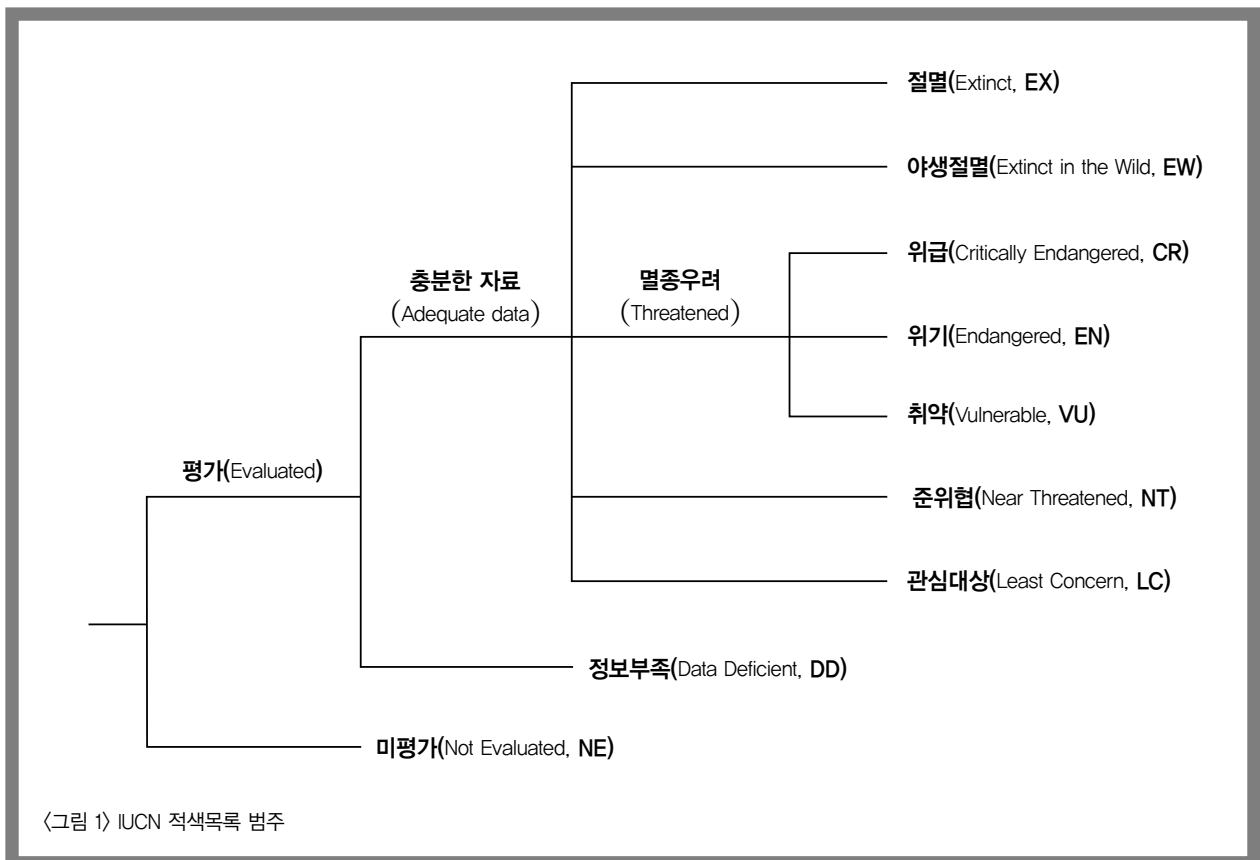 절멸(Extinct, EX)
야생절멸(Extinct in the Wild, EW)
위급(Critically Endangered, CR)
충분한 자료
(Adequate data)
멸종우려
(Threatened)
위기(Endangered, EN)
취약(Vulnerable, VU)
평가(Evaluated)
준위협(Near Threatened, NT)
관심대상(Least Concern, LC)
정보부족(Data Deficient, DD)
미평가(Not Evaluated, NE)
〈그림 1〉 IUCN 적색목록 범주